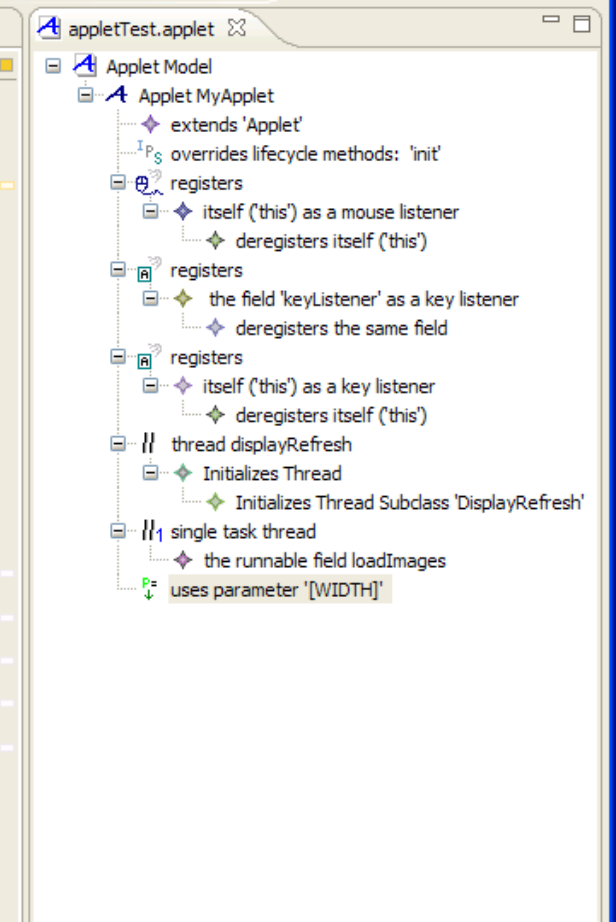 appletTest.applet
Applet Model
Applet MyApplet
extends 'Applet'
overrides lifecycle methods: 'init'
registers
itself ('this') as a mouse listener
deregisters itself ('this')
registers
the field 'keyListener' as a key listener
deregisters the same field
registers
itself ('this') as a key listener
deregisters itself ('this')
thread displayRefresh
Initializes Thread
Initializes Thread Subclass 'DisplayRefresh'
single task thread
the runnable field loadImages
uses parameter '[WIDTH]'